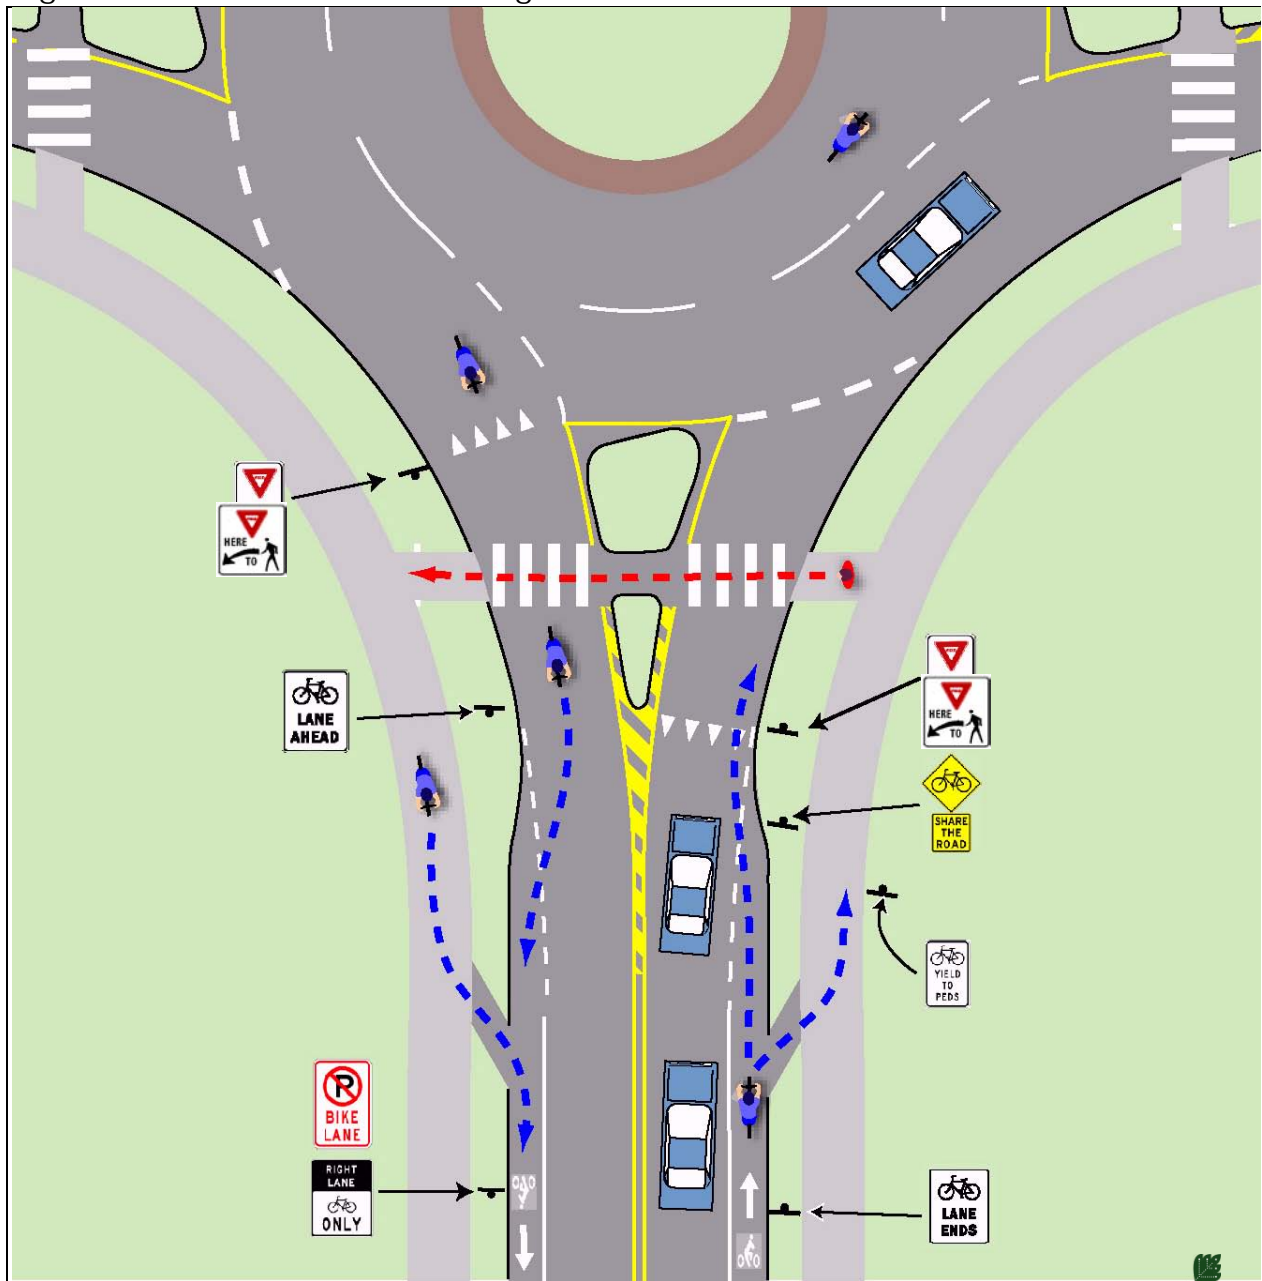 HERE
TO
LANE
AHEAD
HERE
TO
SHARE
THE
ROAD
YIELD
TO
PEDS
P
BIKE
LANE
RIGHT
LANE
ONLY
LANE
ENDS